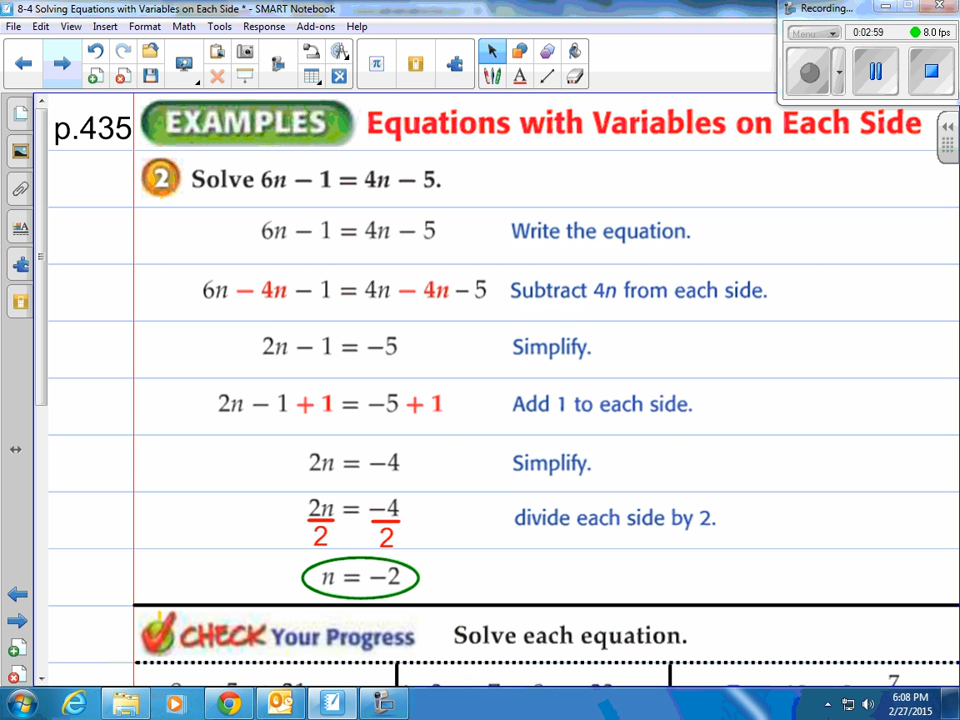 8-4 Solving Equations with Variables on Each Side * - SMART Notebook
Recording...
File Edit View Insert Format Math Tools Response Add-ons Help
Menu 0:02:59 8.0 fps
p.435 EXAMPLES Equations with Variables on Each Side
2 Solve 6n − 1 = 4n − 5.
6n − 1 = 4n − 5 Write the equation.
6n − 4n − 1 = 4n − 4n − 5 Subtract 4n from each side.
2n − 1 = −5 Simplify.
2n − 1 + 1 = −5 + 1 Add 1 to each side.
2n = −4 Simplify.
2n = −4 divide each side by 2.
2 2
n = −2
CHECK Your Progress Solve each equation.
6:08 PM
2/27/2015